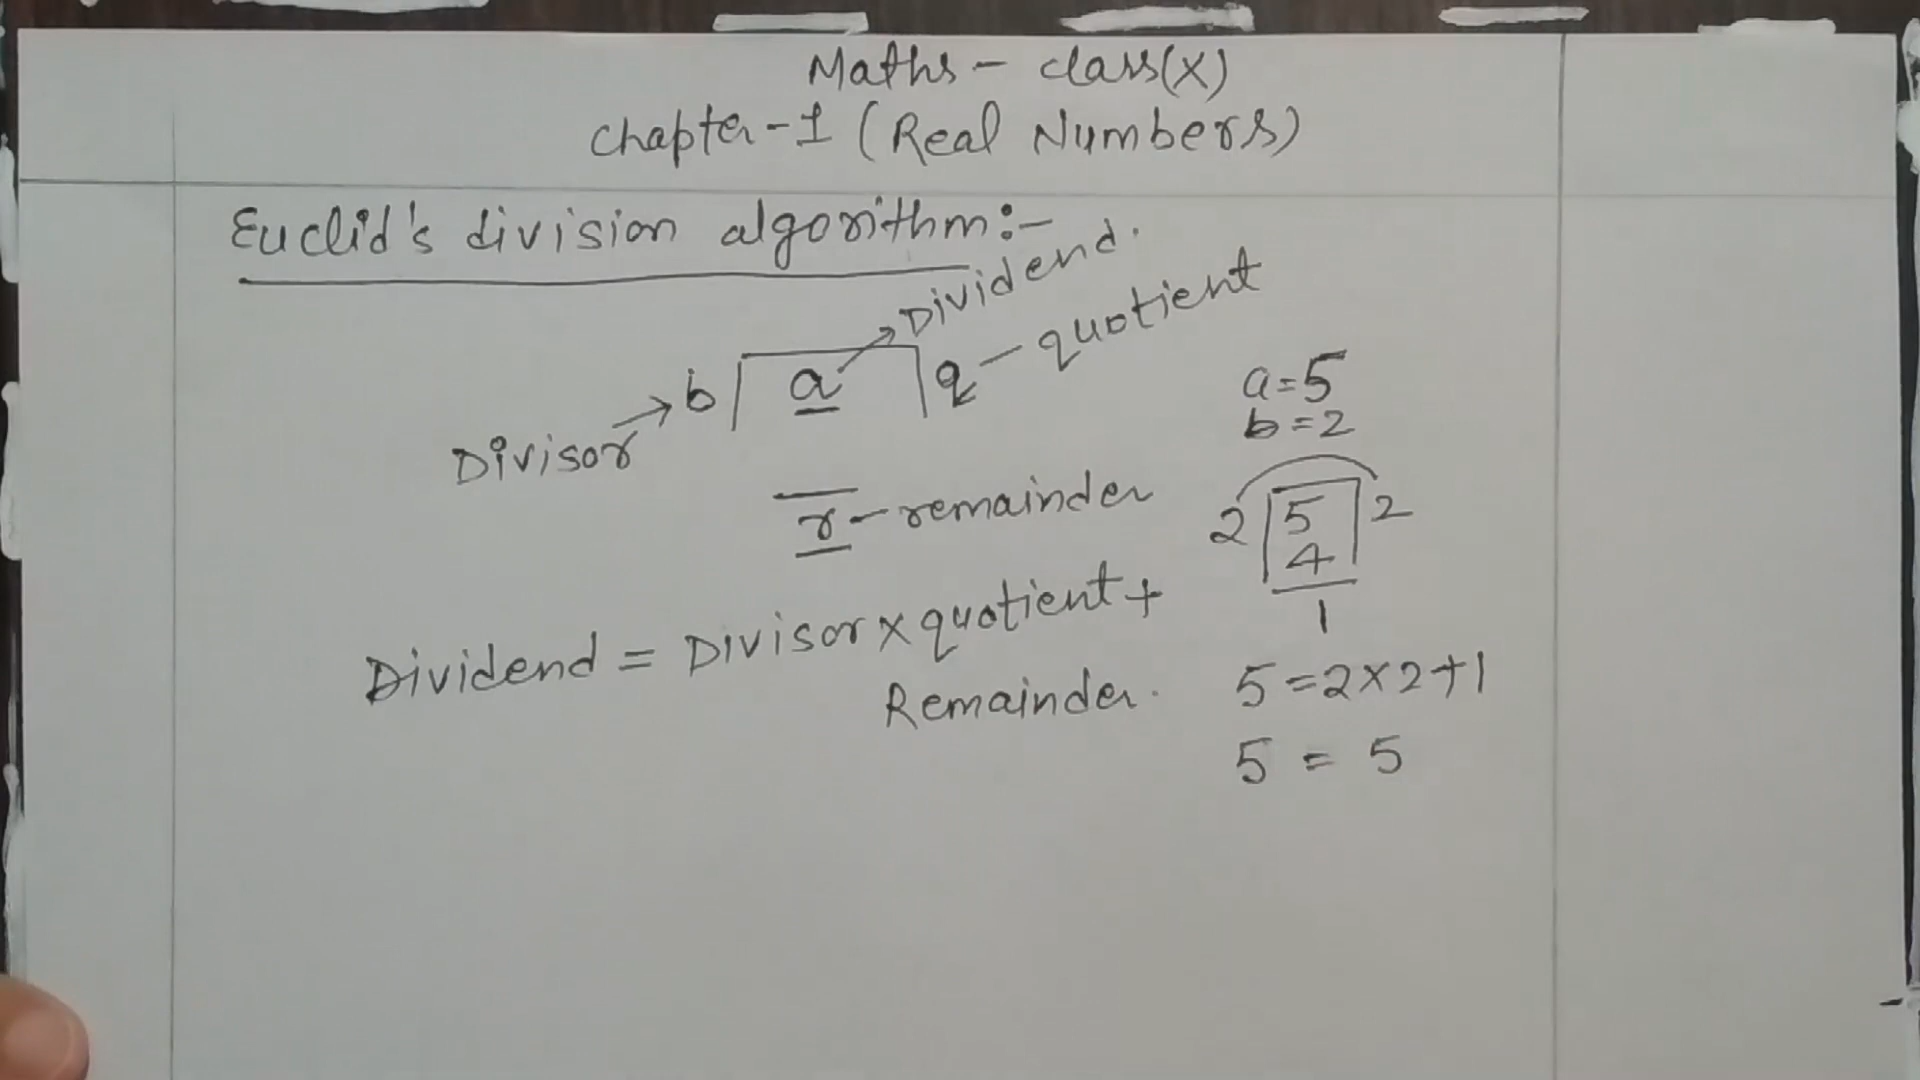 Maths - class(X)
Chapter-1 (Real Numbers)
Euclid's division algorithm:-
Dividend.
b a q - quotient
Divisor
r - remainder
Dividend = Divisor x quotient +
Remainder.
a=5
b=2
2 5 2
4
1
5=2x2+1
5 = 5